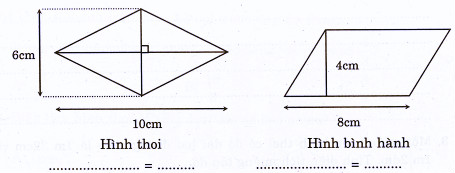 6cm
4cm
10cm
8cm
Hình thoi
Hình bình hành
........................ = ..........
........................ = ..........